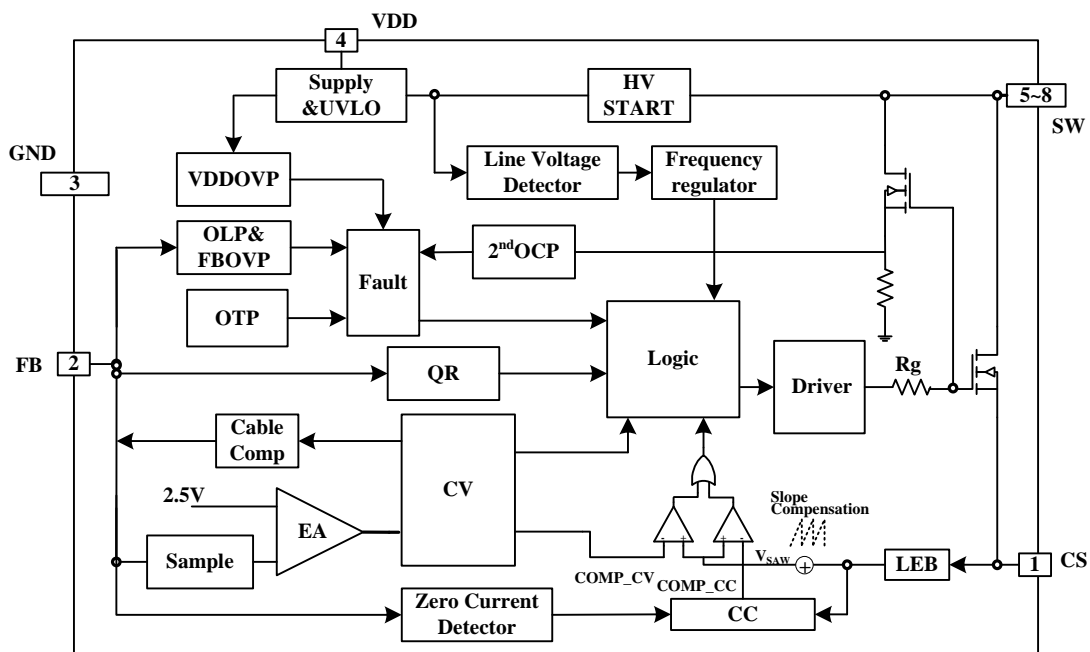 VDD
4
Supply
&UVLO
HV
START
5~8
SW
GND
3
VDDOVP
Line Voltage
Detector
Frequency
regulator
OLP&
FBOVP
Fault
2ndOCP
OTP
FB
2
QR
Logic
Driver
Rg
Cable
Comp
CV
2.5V
EA
Slope
Compensation
Sample
- +
+ -
VSAW
+
LEB
1
CS
COMP_CV
COMP_CC
Zero Current
Detector
CC